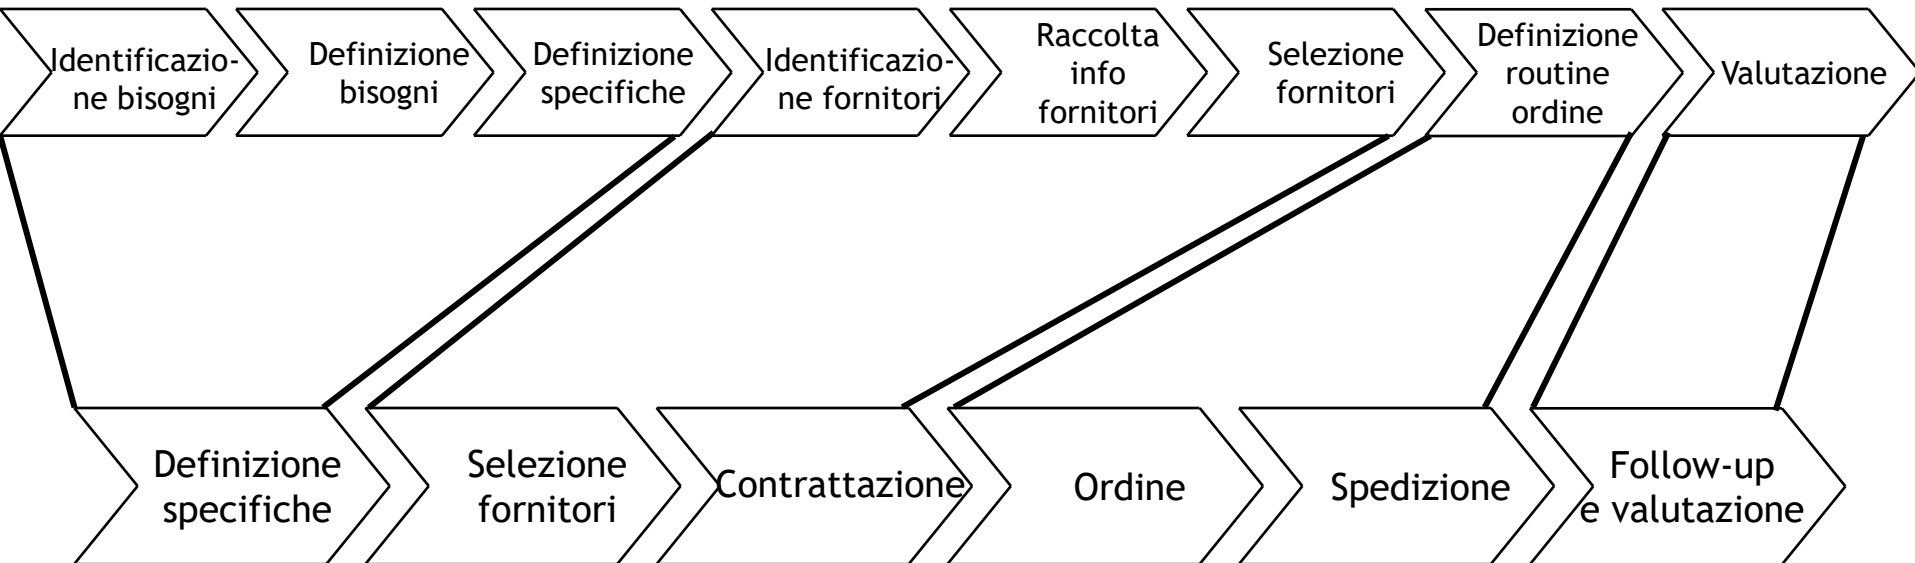 Identificazio-
ne bisogni
Definizione
bisogni
Definizione
specifiche
Identificazio-
ne fornitori
Raccolta
info
fornitori
Selezione
fornitori
Definizione
routine
ordine
Valutazione
Definizione
specifiche
Selezione
fornitori
Contrattazione
Ordine
Spedizione
Follow-up
e valutazione